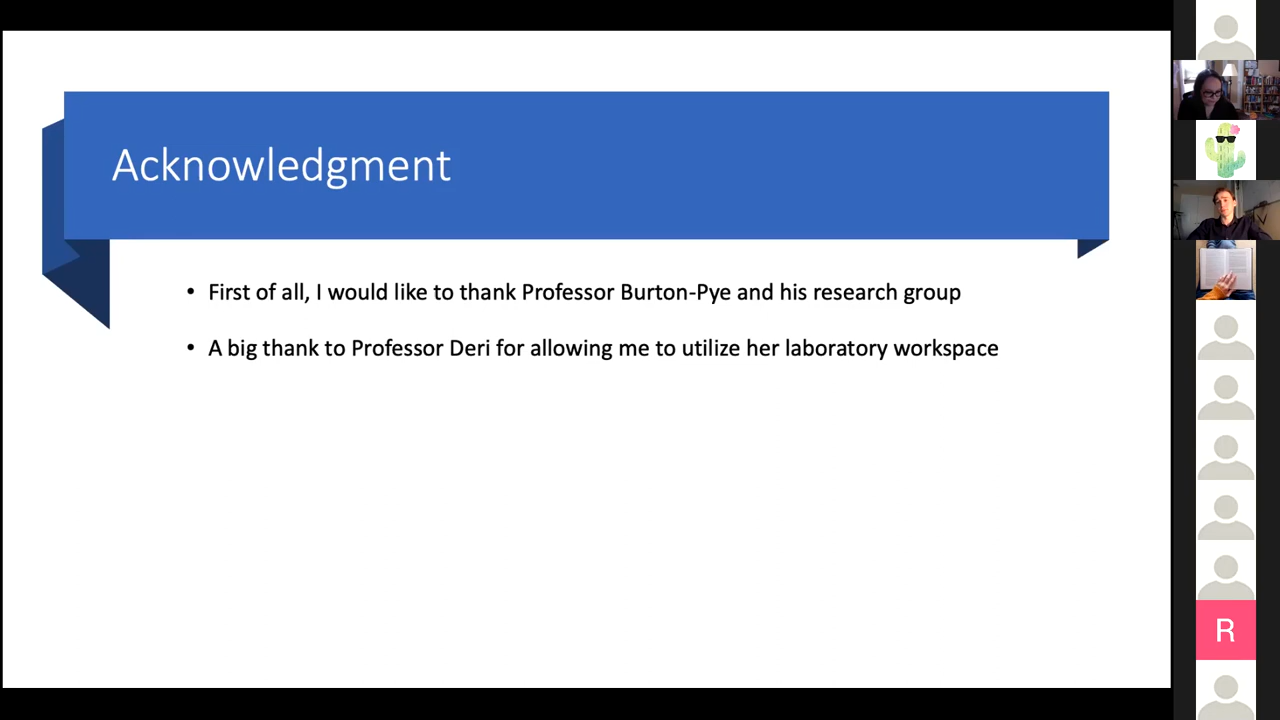 Acknowledgment
• First of all, I would like to thank Professor Burton-Pye and his research group
• A big thank to Professor Deri for allowing me to utilize her laboratory workspace
R